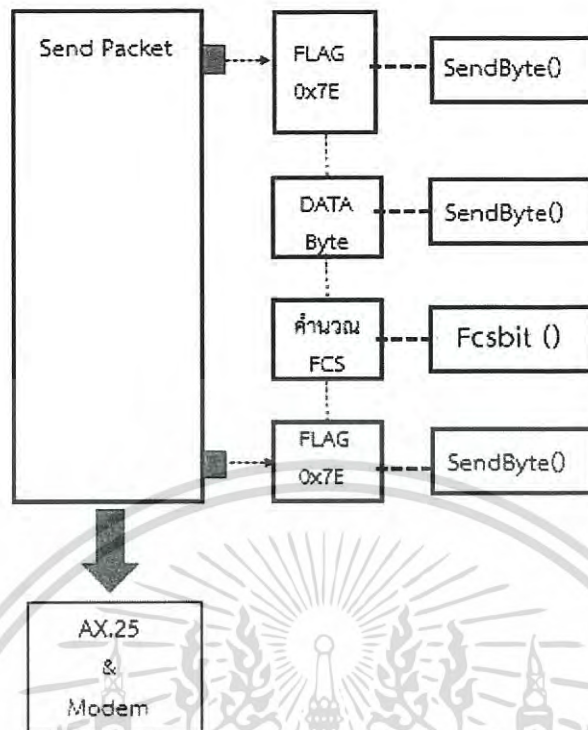 Send Packet
FLAG
0x7E
SendByte()
DATA
Byte
SendByte()
คำนวณ
FCS
Fcsbit ()
FLAG
0x7E
SendByte()
AX.25
&
Modem